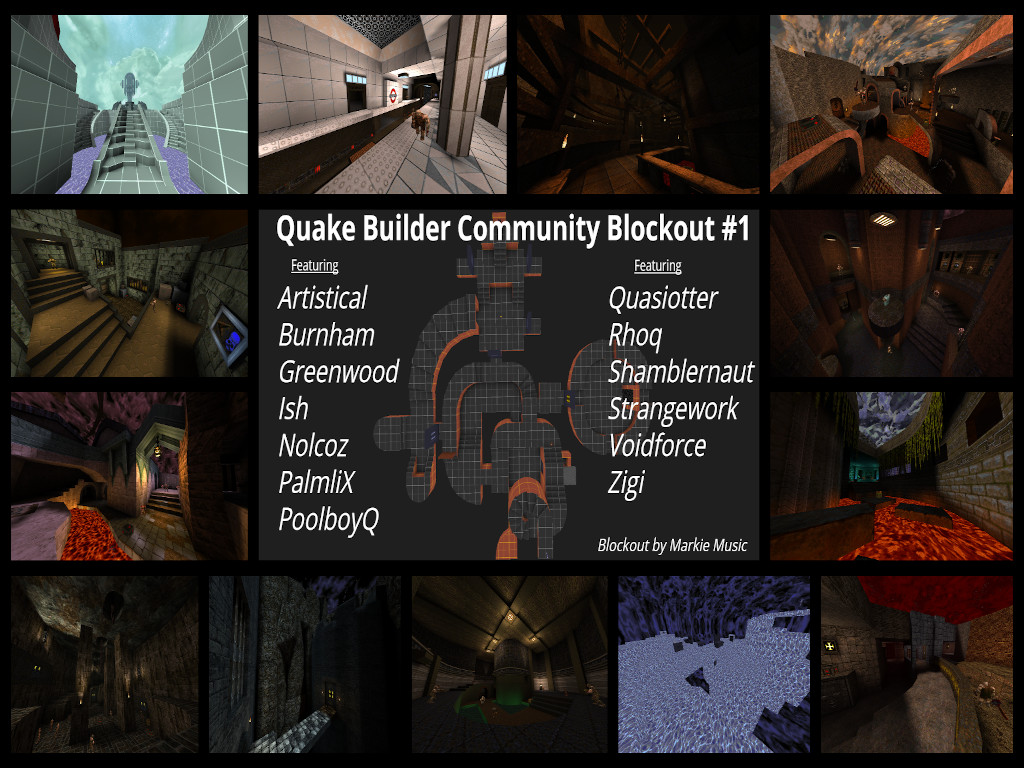 Quake Builder Community Blockout #1
Featuring
Artistical
Burnham
Greenwood
Ish
Nolcoz
PalmliX
PoolboyQ
Featuring
Quasiotter
Rhoq
Shamblernaut
Strangework
Voidforce
Zigi
Blockout by Markie Music